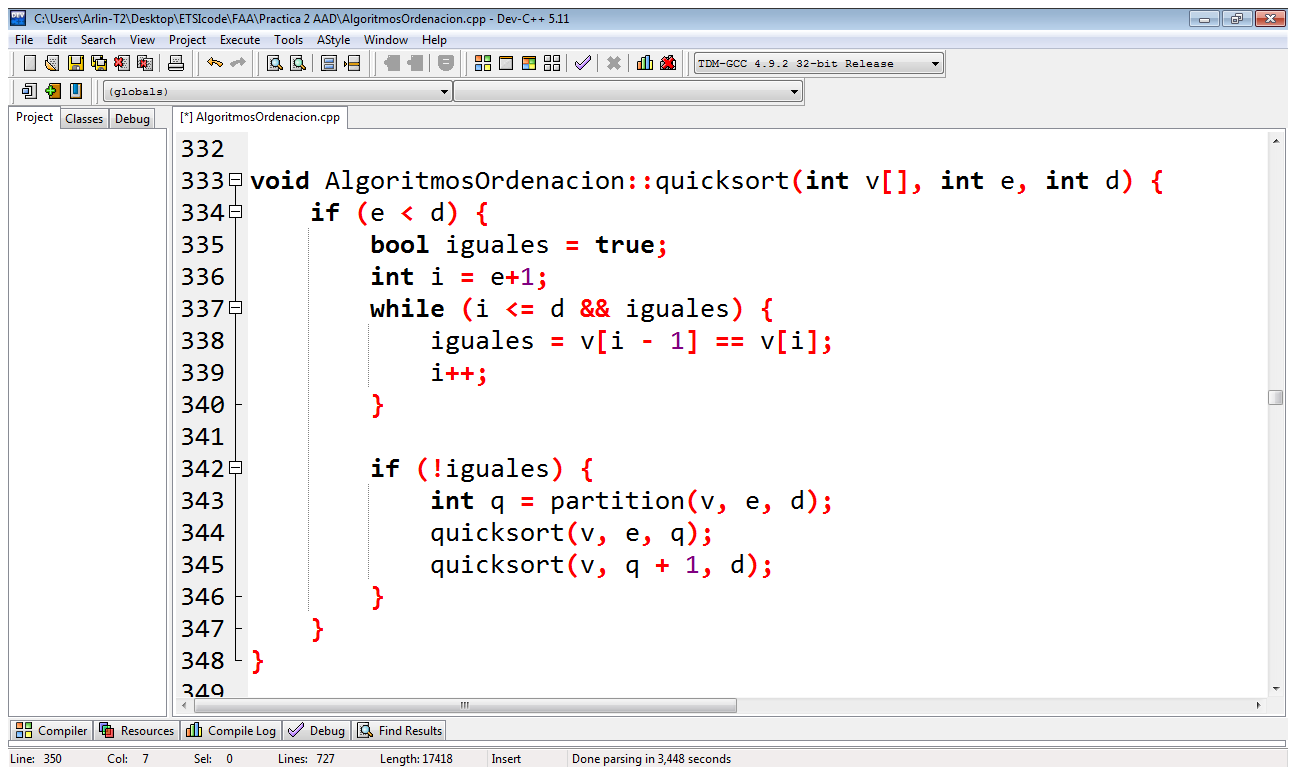 C:\Users\Arlin-T2\Desktop\ETSIcode\FAA\Practica 2 AAD\AlgoritmosOrdenacion.cpp - Dev-C++ 5.11
File Edit Search View Project Execute Tools AStyle Window Help
TDM-GCC 4.9.2 32-bit Release
(globals)
Project Classes Debug [*] AlgoritmosOrdenacion.cpp
332
333 void AlgoritmosOrdenacion::quicksort(int v[], int e, int d) {
334     if (e < d) {
335         bool iguales = true;
336         int i = e+1;
337         while (i <= d && iguales) {
338             iguales = v[i - 1] == v[i];
339             i++;
340         }
341
342         if (!iguales) {
343             int q = partition(v, e, d);
344             quicksort(v, e, q);
345             quicksort(v, q + 1, d);
346         }
347     }
348 }
349
Compiler Resources Compile Log Debug Find Results
Line: 350 Col: 7 Sel: 0 Lines: 727 Length: 17418 Insert Done parsing in 3,448 seconds